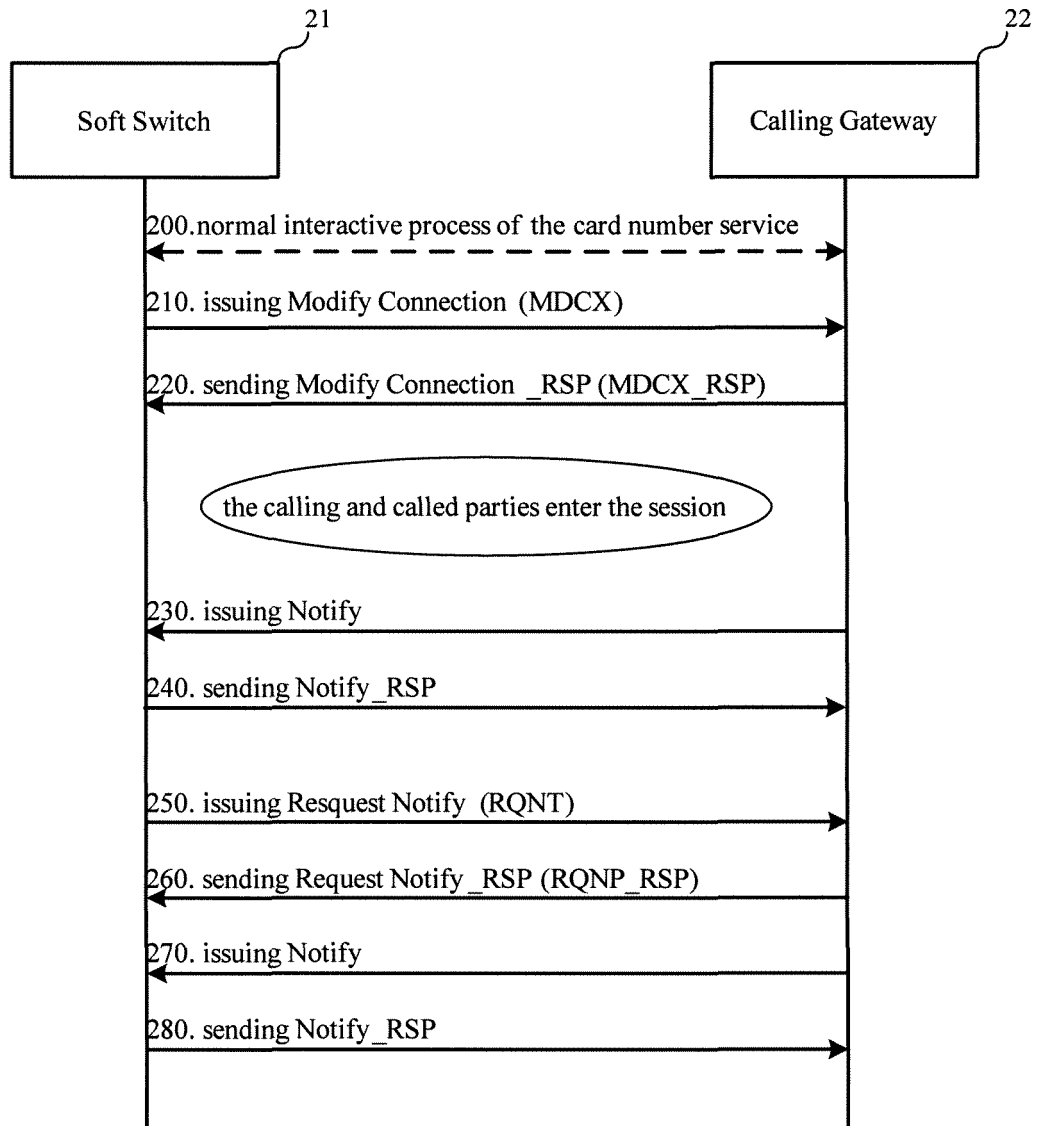 21
22
Soft Switch
Calling Gateway
200.normal interactive process of the card number service
210. issuing Modify Connection (MDCX)
220. sending Modify Connection _RSP (MDCX_RSP)
the calling and called parties enter the session
230. issuing Notify
240. sending Notify_RSP
250. issuing Resquest Notify (RQNT)
260. sending Request Notify_RSP (RQNP_RSP)
270. issuing Notify
280. sending Notify_RSP